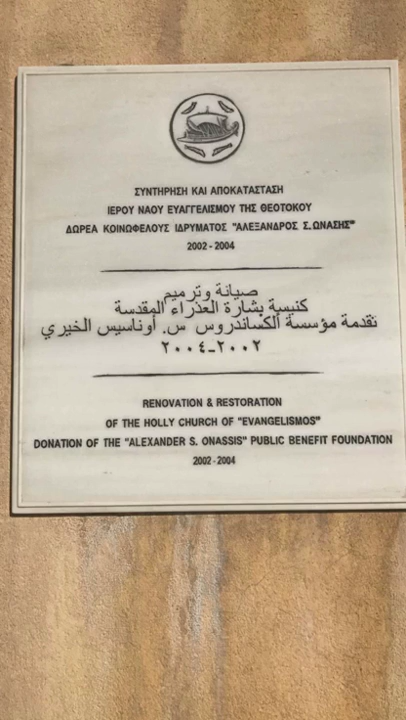 ΣΥΝΤΗΡΗΣΗ ΚΑΙ ΑΠΟΚΑΤΑΣΤΑΣΗ
ΙΕΡΟΥ ΝΑΟΥ ΕΥΑΓΓΕΛΙΣΜΟΥ ΤΗΣ ΘΕΟΤΟΚΟΥ
ΔΩΡΕΑ ΚΟΙΝΩΦΕΛΟΥΣ ΙΔΡΥΜΑΤΟΣ "ΑΛΕΞΑΝΔΡΟΣ Σ.ΩΝΑΣΗΣ"
2002 - 2004
صيانة وترميم
كنيسة بشارة العذراء المقدسة
تقدمة مؤسسة الكساندروس س. أوناسيس الخيري
٢٠٠٢-٢٠٠٤
RENOVATION & RESTORATION
OF THE HOLLY CHURCH OF "EVANGELISMOS"
DONATION OF THE "ALEXANDER S. ONASSIS" PUBLIC BENEFIT FOUNDATION
2002 - 2004